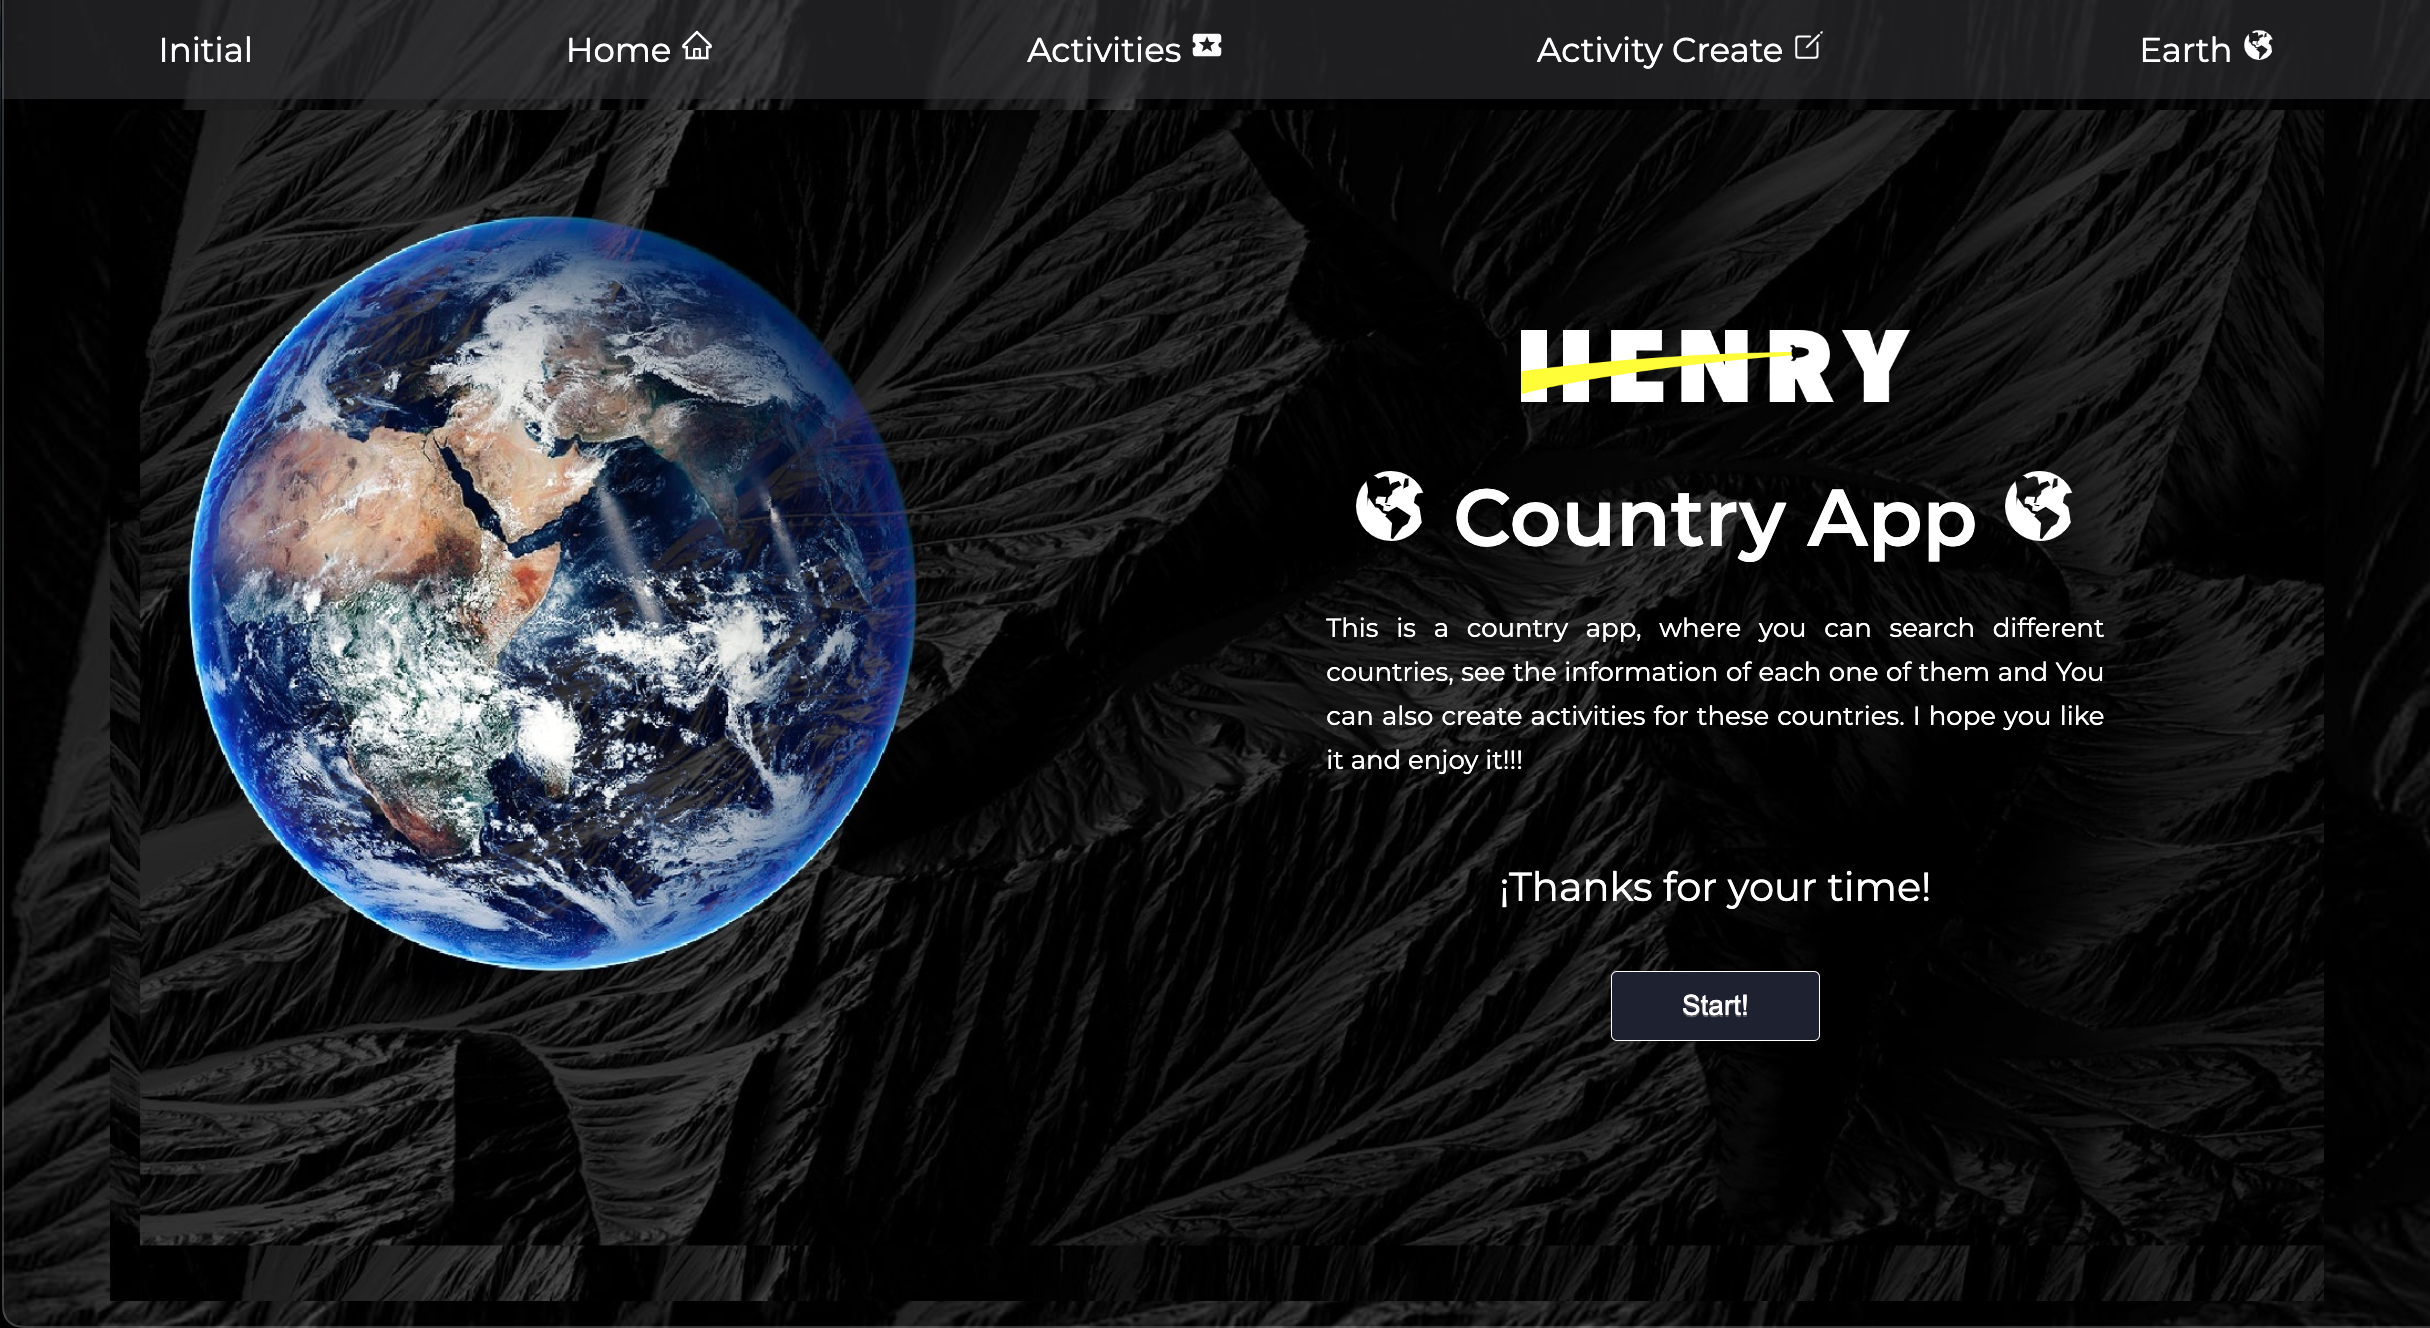 Initial
Home
Activities
Activity Create
Earth
HENRY
Country App
This is a country app, where you can search different
countries, see the information of each one of them and You
can also create activities for these countries. I hope you like
it and enjoy it!!!
¡Thanks for your time!
Start!